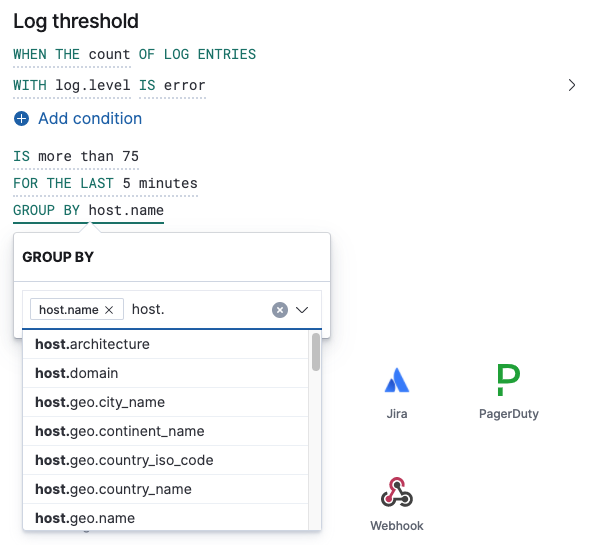 Log threshold
WHEN THE count OF LOG ENTRIES
WITH log.level IS error
Add condition
IS more than 75
FOR THE LAST 5 minutes
GROUP BY host.name
GROUP BY
host.name host.
host.architecture
host.domain
host.geo.city_name
host.geo.continent_name
host.geo.country_iso_code
host.geo.country_name
host.geo.name
Jira
PagerDuty
Webhook